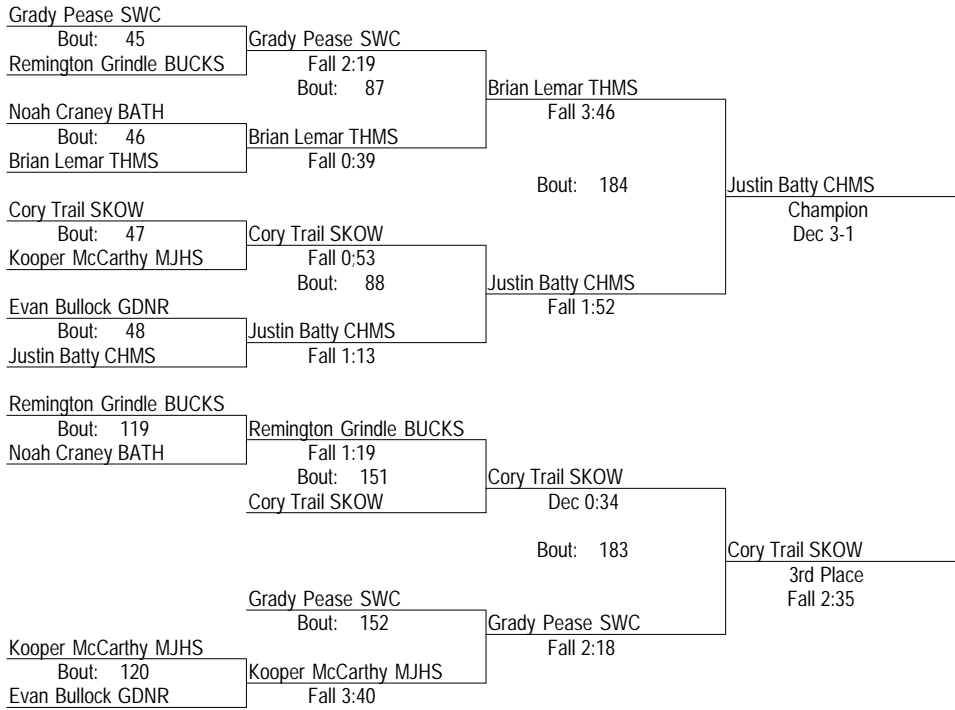 Grady Pease SWC
Bout: 45
Grady Pease SWC
Remington Grindle BUCKS
Fall 2:19
Bout: 87
Brian Lemar THMS
Noah Craney BATH
Fall 3:46
Bout: 46
Brian Lemar THMS
Brian Lemar THMS
Fall 0:39
Bout: 184
Justin Batty CHMS
Cory Trail SKOW
Champion
Bout: 47
Cory Trail SKOW
Dec 3-1
Kooper McCarthy MJHS
Fall 0;53
Bout: 88
Justin Batty CHMS
Evan Bullock GDNR
Fall 1:52
Bout: 48
Justin Batty CHMS
Justin Batty CHMS
Fall 1:13
Remington Grindle BUCKS
Bout: 119
Remington Grindle BUCKS
Noah Craney BATH
Fall 1:19
Bout: 151
Cory Trail SKOW
Cory Trail SKOW
Dec 0:34
Bout: 183
Cory Trail SKOW
3rd Place
Grady Pease SWC
Fall 2:35
Bout: 152
Grady Pease SWC
Kooper McCarthy MJHS
Fall 2:18
Bout: 120
Kooper McCarthy MJHS
Evan Bullock GDNR
Fall 3:40